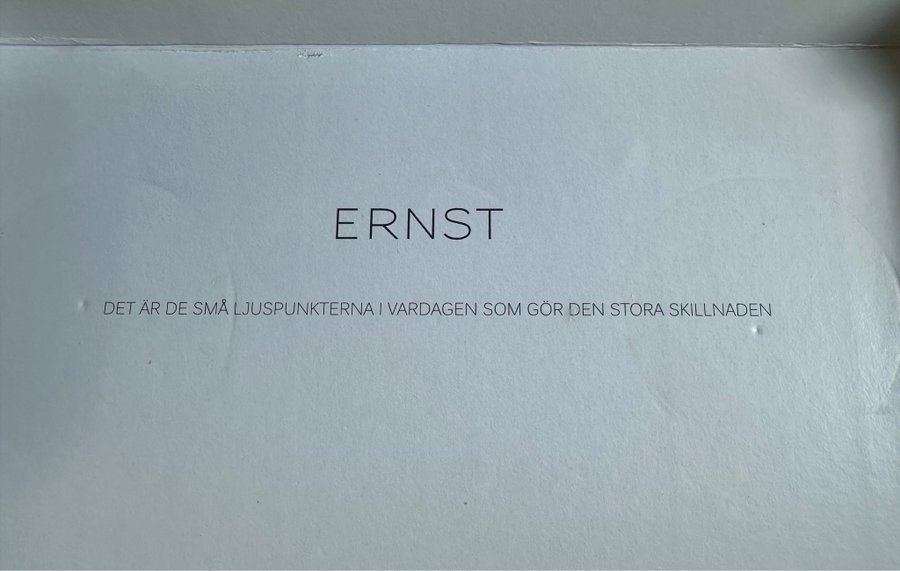 ERNST
DET ÄR DE SMÅ LJUSPUNKTERNA I VARDAGEN SOM GÖR DEN STORA SKILLNADEN